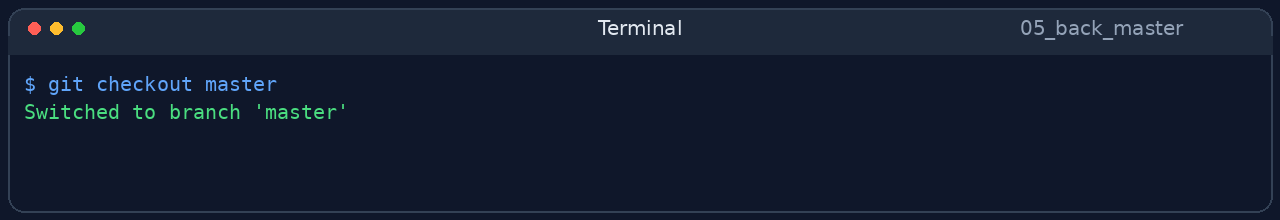 Terminal
05_back_master
$ git checkout master
Switched to branch 'master'